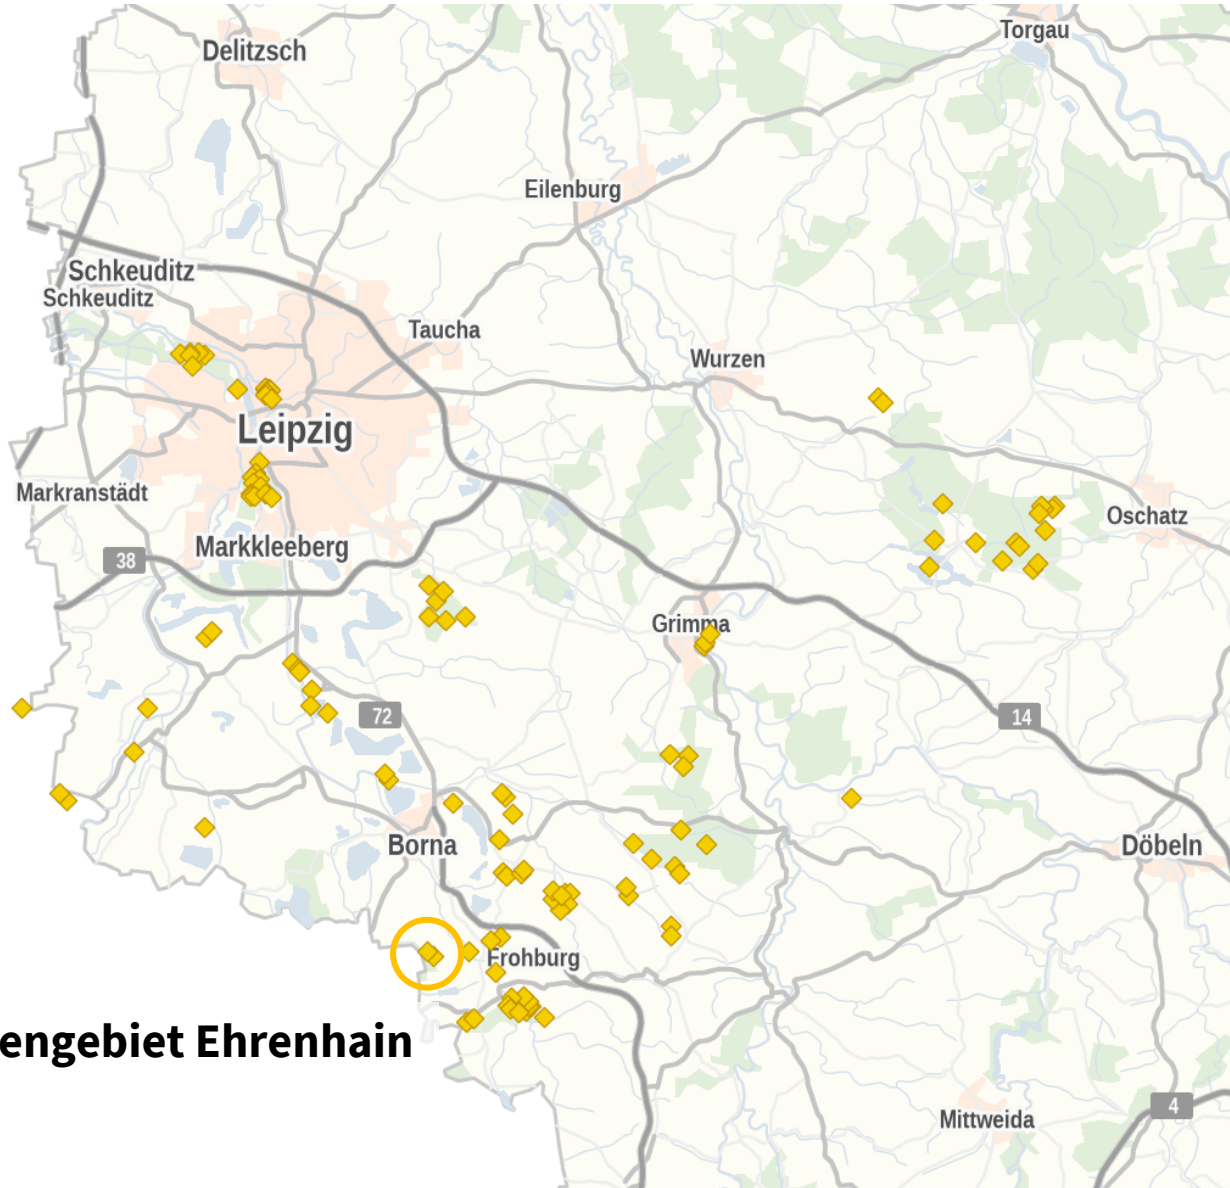 Torgau
Delitzsch
Eilenburg
Schkeuditz
Schkeuditz
Taucha
Wurzen
Leipzig
Markranstädt
Oschatz
Markkleeberg
38
Grimma
72
14
Borna
Döbeln
Frohburg
engebiet Ehrenhain
4
Mittweida